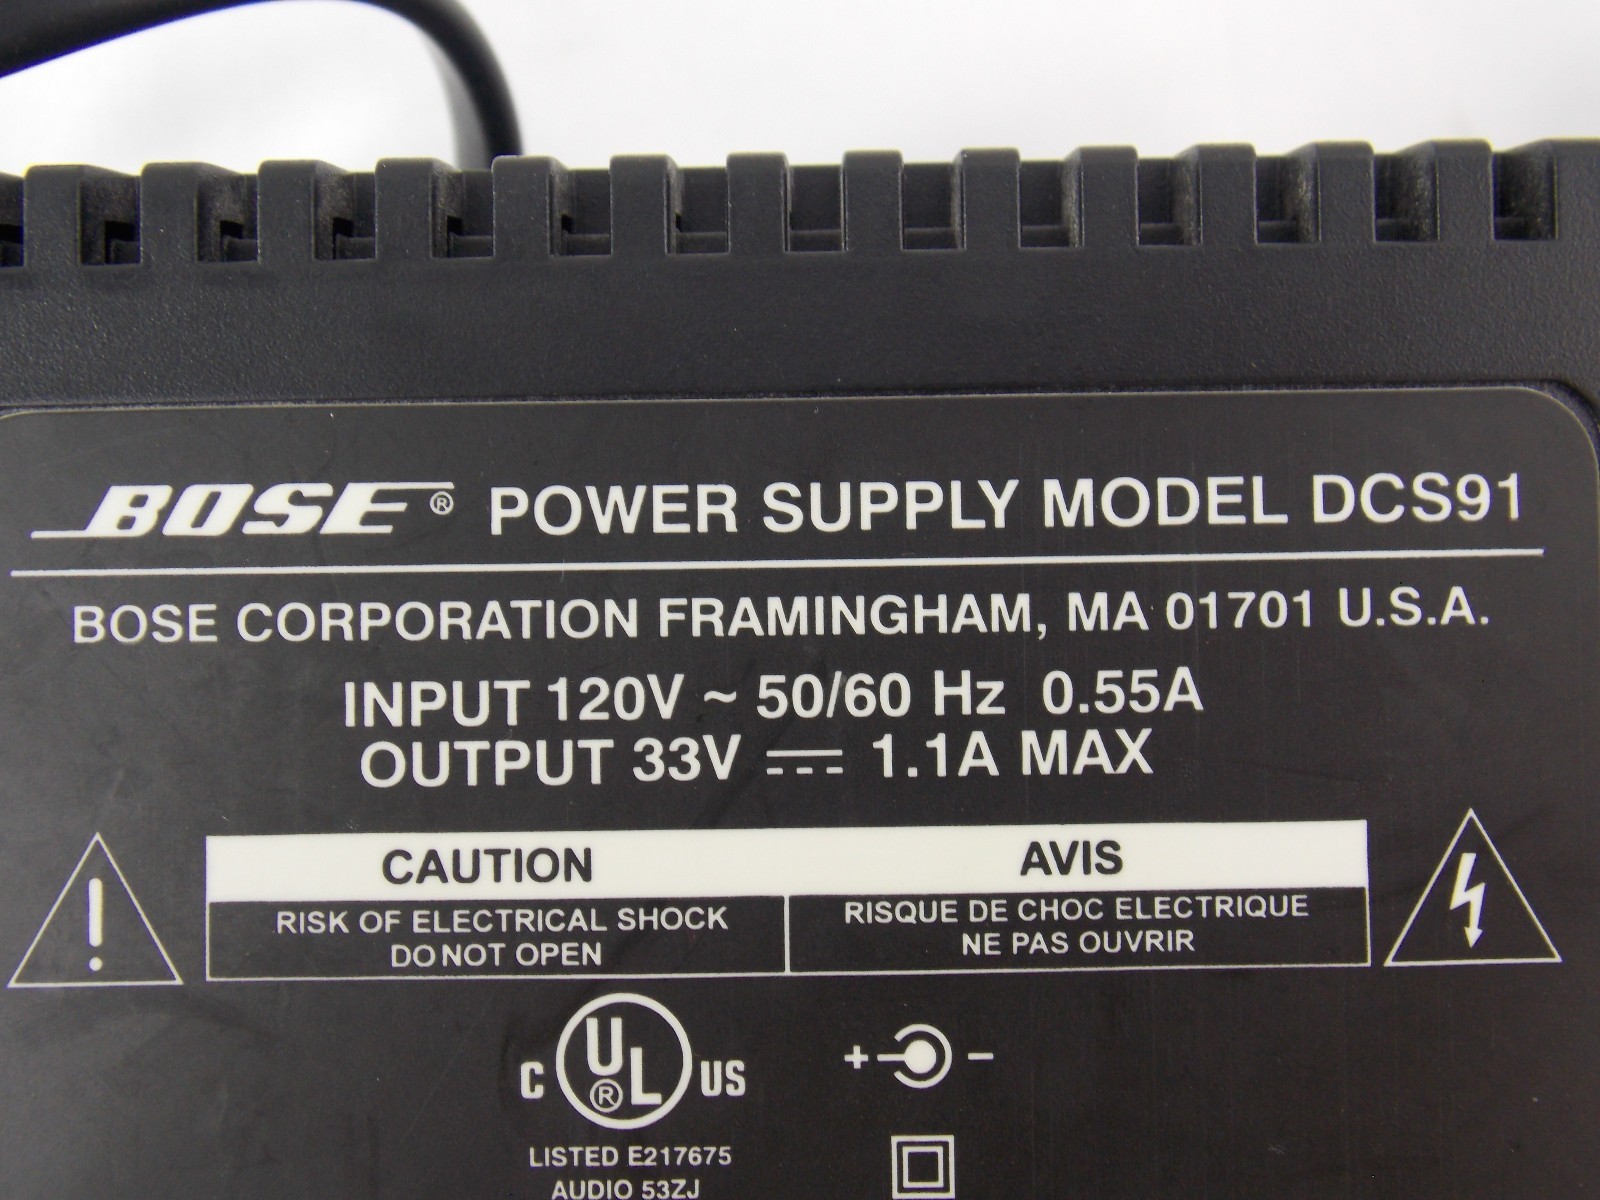 BOSE® POWER SUPPLY MODEL DCS91
BOSE CORPORATION FRAMINGHAM, MA 01701 U.S.A.
INPUT 120V ~ 50/60 Hz 0.55A
OUTPUT 33V ⎓ 1.1A MAX
CAUTION
RISK OF ELECTRICAL SHOCK
DO NOT OPEN
AVIS
RISQUE DE CHOC ELECTRIQUE
NE PAS OUVRIR
!
C UL® US
+ -
LISTED E217675
AUDIO 53ZJ